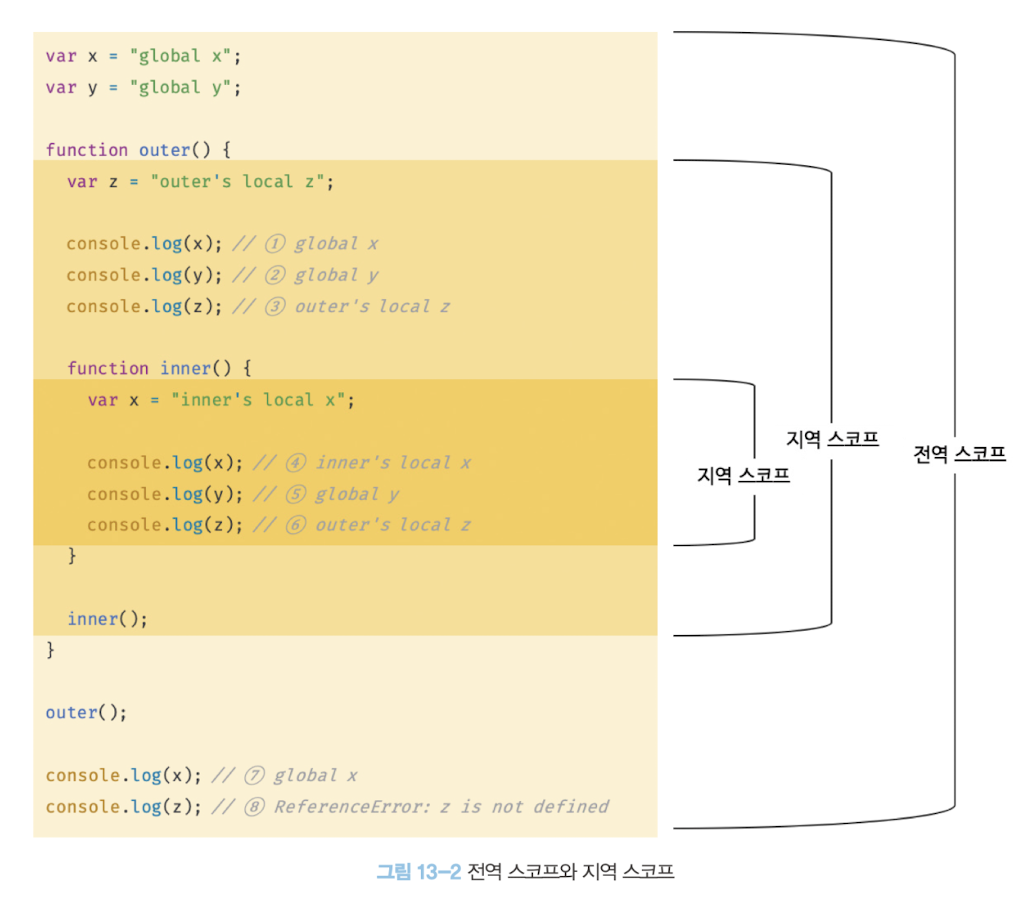 var x = "global x";
var y = "global y";
function outer() {
var z = "outer's local z";
console.log(x); // ① global x
console.log(y); // ② global y
console.log(z); // ③ outer's local z
function inner() {
var x = "inner's local x";
console.log(x); // ④ inner's local x
console.log(y); // ⑤ global y
console.log(z); // ⑥ outer's local z
}
inner();
}
outer();
console.log(x); // ⑦ global x
console.log(z); // ⑧ ReferenceError: z is not defined
지역 스코프
지역 스코프
전역 스코프
그림 13-2 전역 스코프와 지역 스코프